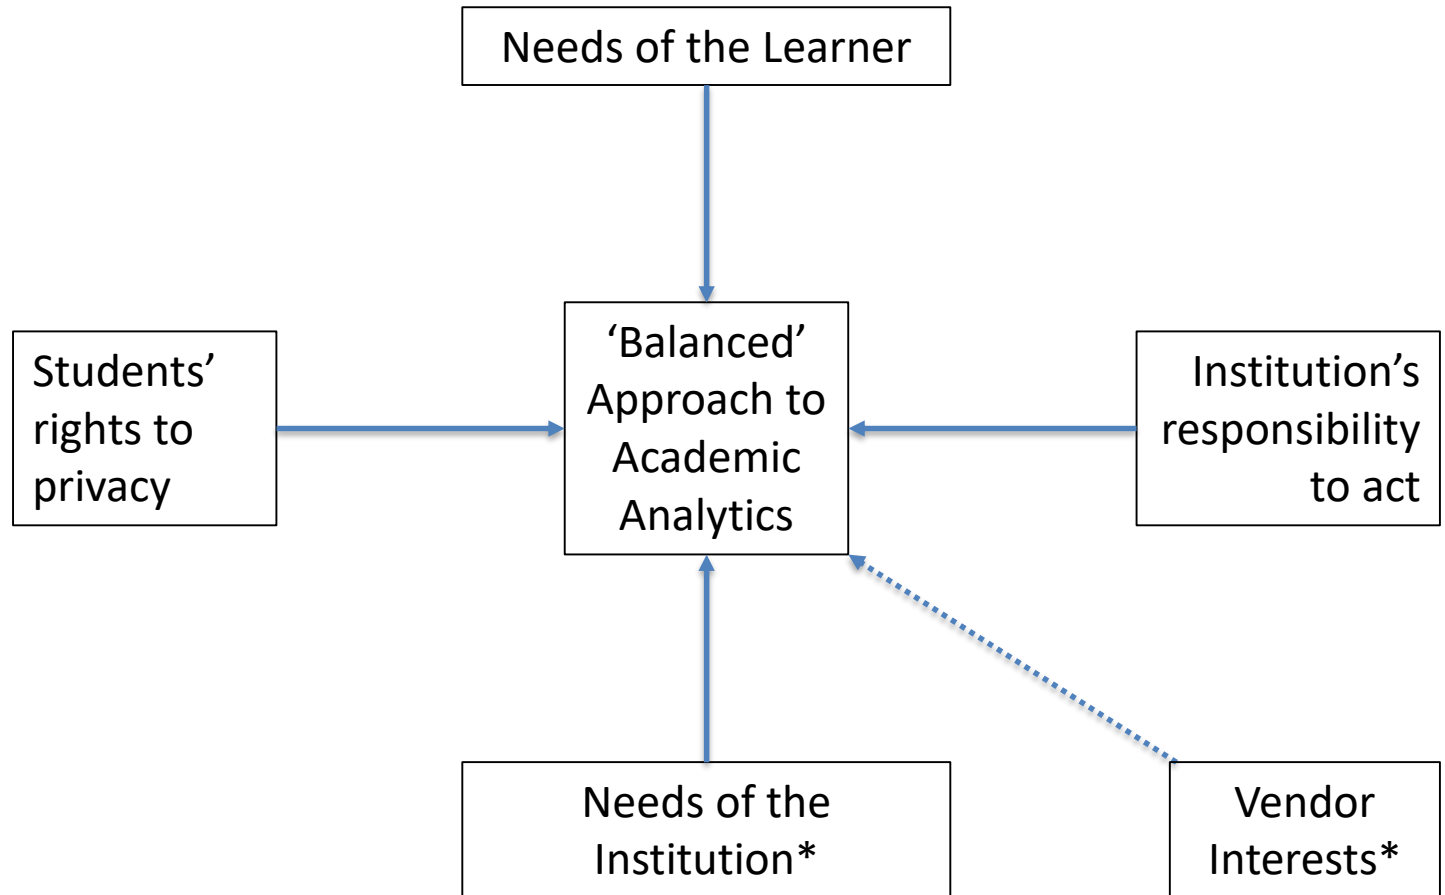 Needs of the Learner
‘Balanced’
Approach to
Academic
Analytics
Students’
rights to
privacy
Institution’s
responsibility
to act
Needs of the
Institution*
Vendor
Interests*